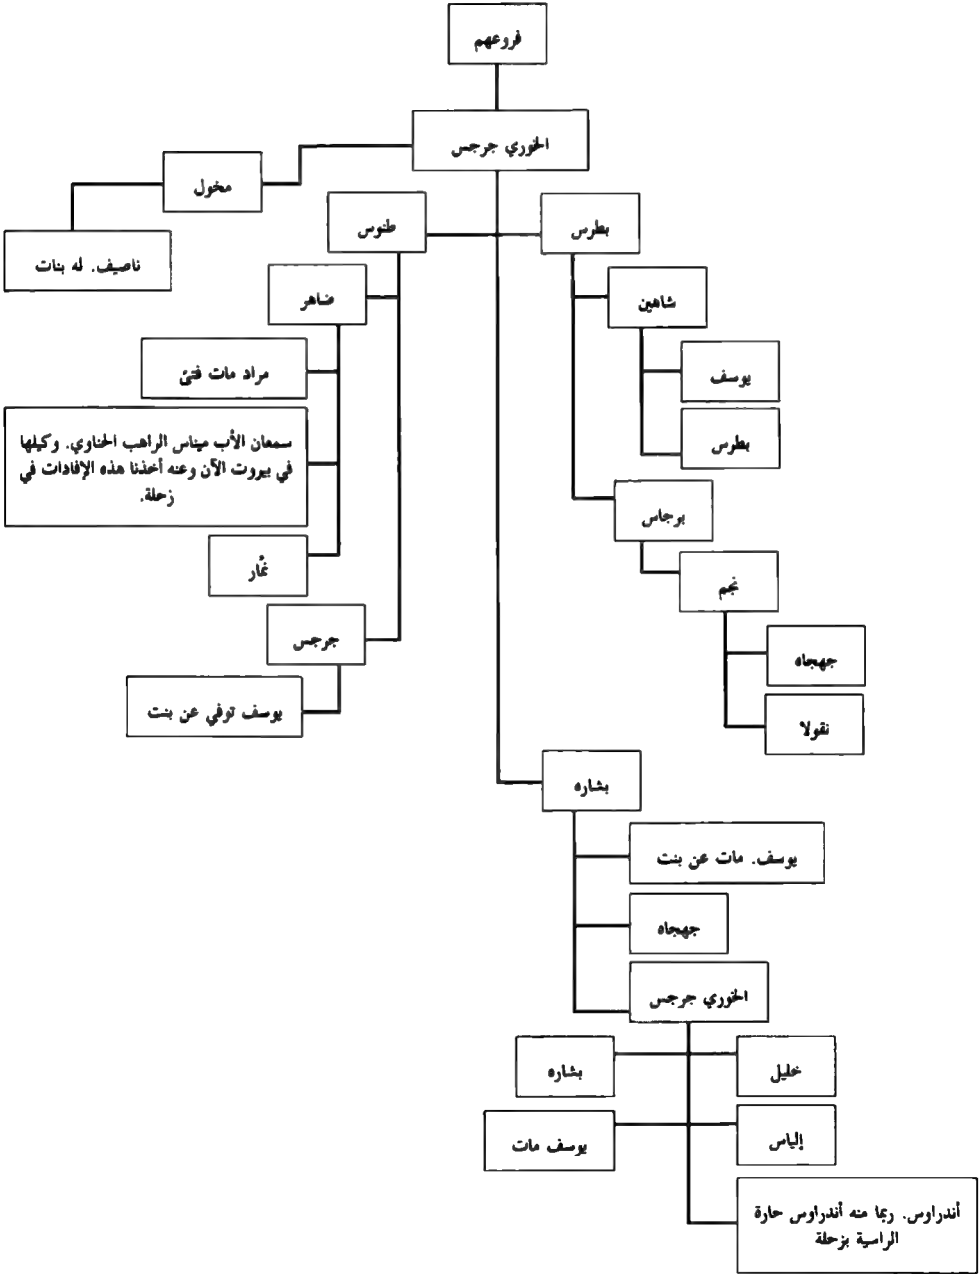 فروعهم
الخوري جرجس
مخول
ناصيف. له بنات
بطرس
شاهين
يوسف
بطرس
برجاس
نجم
جهجاه
نقولا
طنوس
ضاهر
مراد مات فتىً
سمعان الأب ميناس الراهب الحناوي. وكيلها
في بيروت الآن وعنه أخذنا هذه الإفادات في
زحلة.
نمَّار
جرجس
يوسف توفي عن بنت
بشاره
يوسف. مات عن بنت
جهجاه
الخوري جرجس
خليل
بشاره
إلياس
يوسف مات
أندراوس. ربما منه أندراوس حارة
الراسية بزحلة